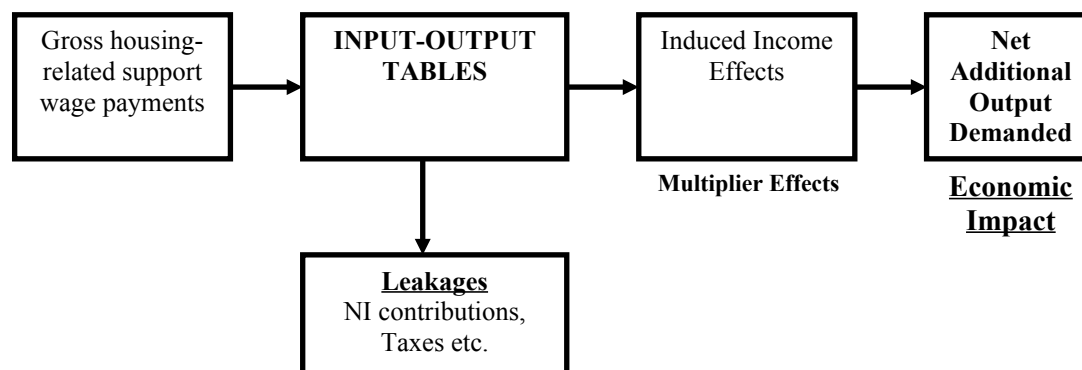 Gross housing-
related support
wage payments
INPUT-OUTPUT
TABLES
Induced Income
Effects
Net
Additional
Output
Demanded
Multiplier Effects
Economic
Impact
Leakages
NI contributions,
Taxes etc.